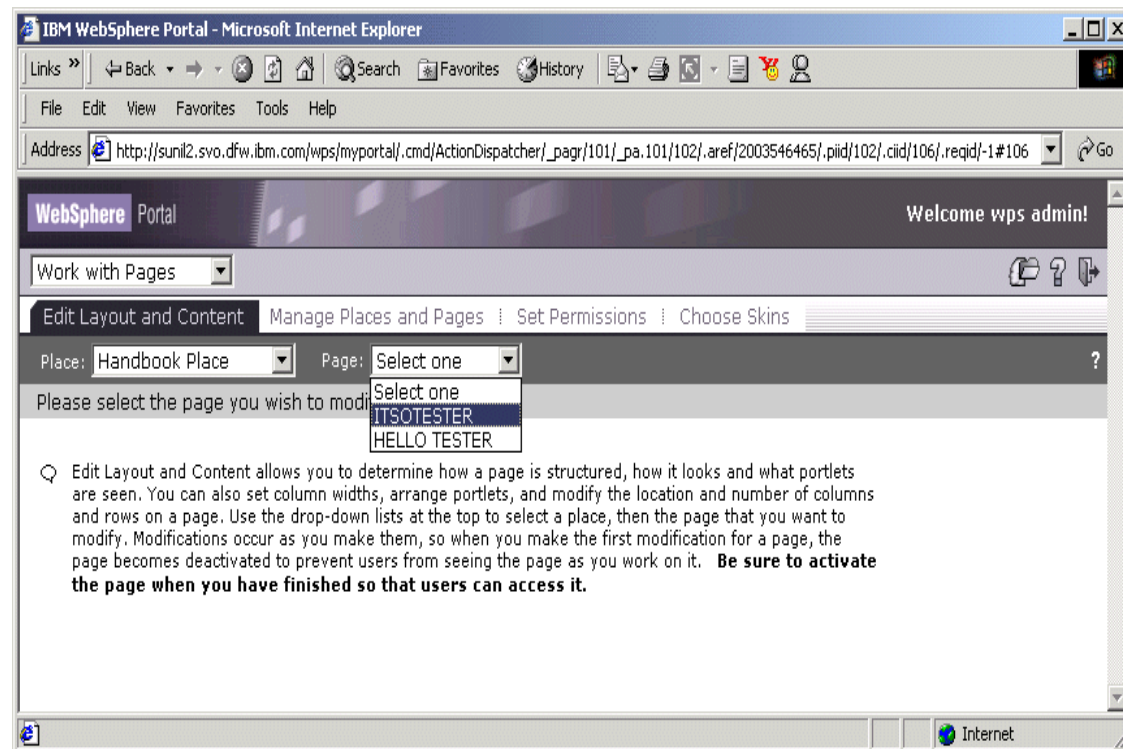 IBM WebSphere Portal - Microsoft Internet Explorer
Links » Back Search Favorites History
File Edit View Favorites Tools Help
Address http://sunil2.svo.dfw.ibm.com/wps/myportal/.cmd/ActionDispatcher/_pagr/101/_pa.101/102/.aref/2003546465/.piid/102/.ciid/106/.reqid/-1#106 Go
WebSphere Portal Welcome wps admin!
Work with Pages ?
Edit Layout and Content Manage Places and Pages Set Permissions Choose Skins
Place: Handbook Place Page: Select one ?
Select one
Please select the page you wish to modi
ITSOTESTER
HELLO TESTER
Edit Layout and Content allows you to determine how a page is structured, how it looks and what portlets
are seen. You can also set column widths, arrange portlets, and modify the location and number of columns
and rows on a page. Use the drop-down lists at the top to select a place, then the page that you want to
modify. Modifications occur as you make them, so when you make the first modification for a page, the
page becomes deactivated to prevent users from seeing the page as you work on it. Be sure to activate
the page when you have finished so that users can access it.
Internet